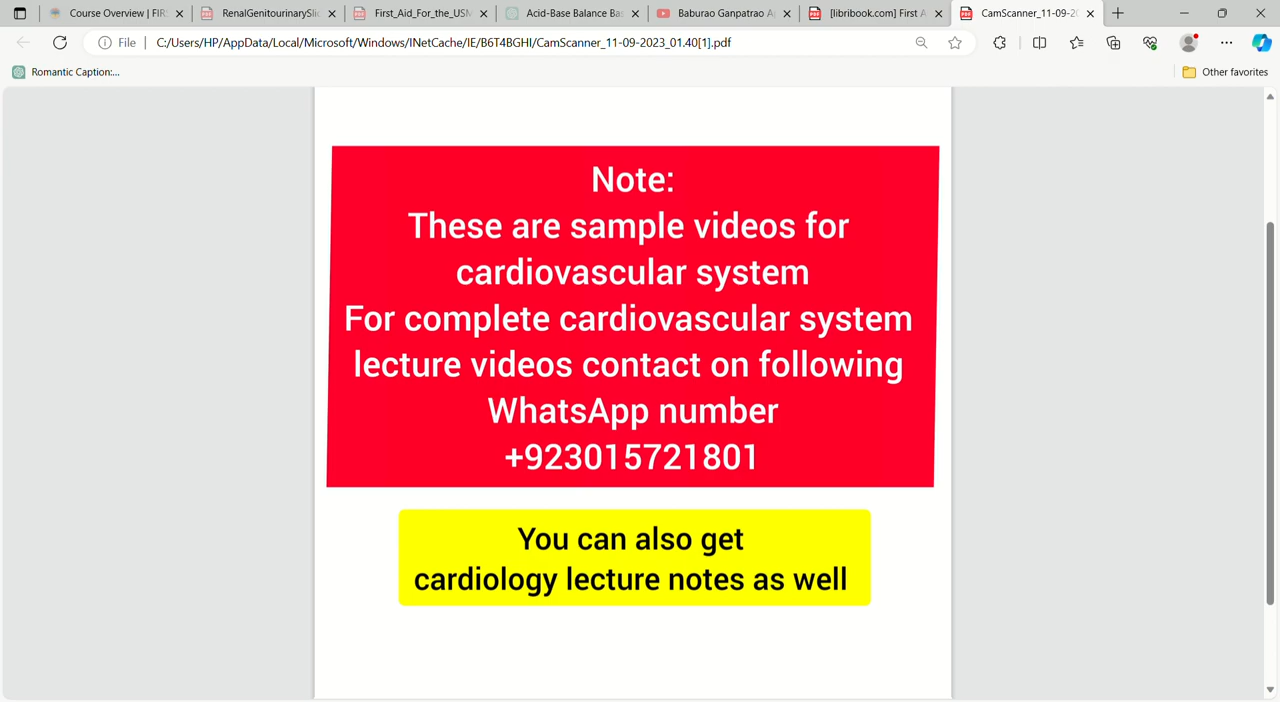 Course Overview | FIR
RenalGenitourinarySli
First_Aid_For_the_USM
Acid-Base Balance Ba
Baburao Ganpatrao A
[libribook.com] First A
CamScanner_11-09-20
File
C:/Users/HP/AppData/Local/Microsoft/Windows/INetCache/IE/B6T4BGHI/CamScanner_11-09-2023_01.40[1].pdf
Romantic Caption:...
Other favorites
Note:
These are sample videos for
cardiovascular system
For complete cardiovascular system
lecture videos contact on following
WhatsApp number
+923015721801
You can also get
cardiology lecture notes as well